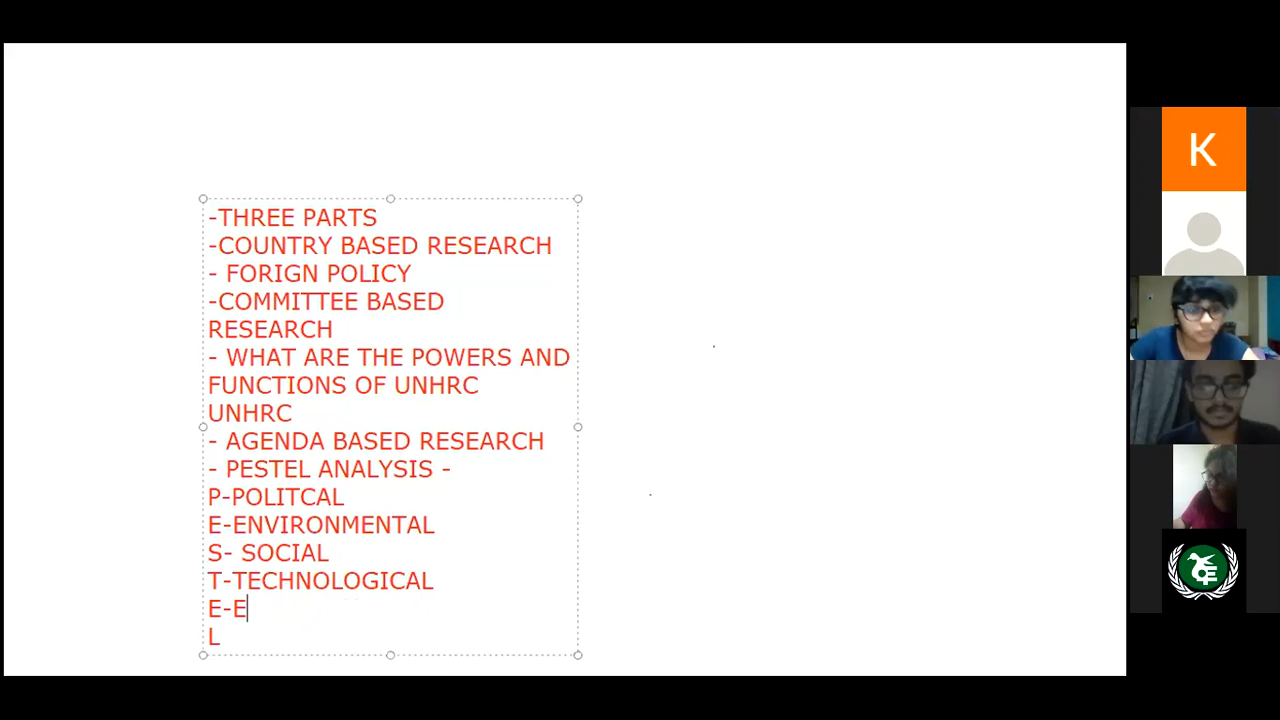 -THREE PARTS
-COUNTRY BASED RESEARCH
- FORIGN POLICY
-COMMITTEE BASED
RESEARCH
- WHAT ARE THE POWERS AND
FUNCTIONS OF UNHRC
UNHRC
- AGENDA BASED RESEARCH
- PESTEL ANALYSIS -
P-POLITCAL
E-ENVIRONMENTAL
S- SOCIAL
T-TECHNOLOGICAL
E-E
L
K